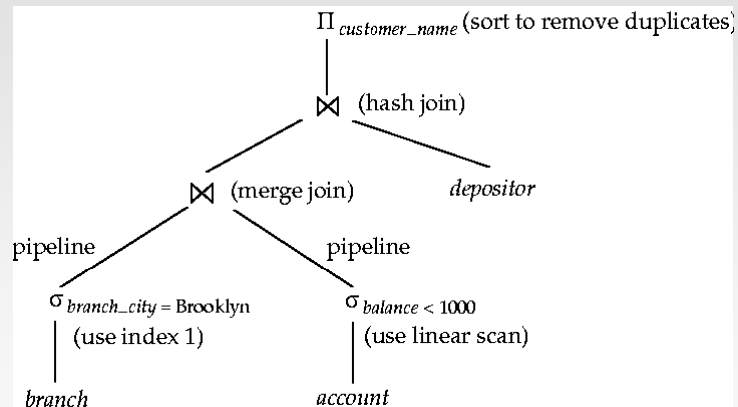 Π customer_name (sort to remove duplicates)
⋈ (hash join)
⋈ (merge join)
depositor
pipeline
pipeline
σ branch_city = Brooklyn
σ balance < 1000
(use index 1)
(use linear scan)
branch
account